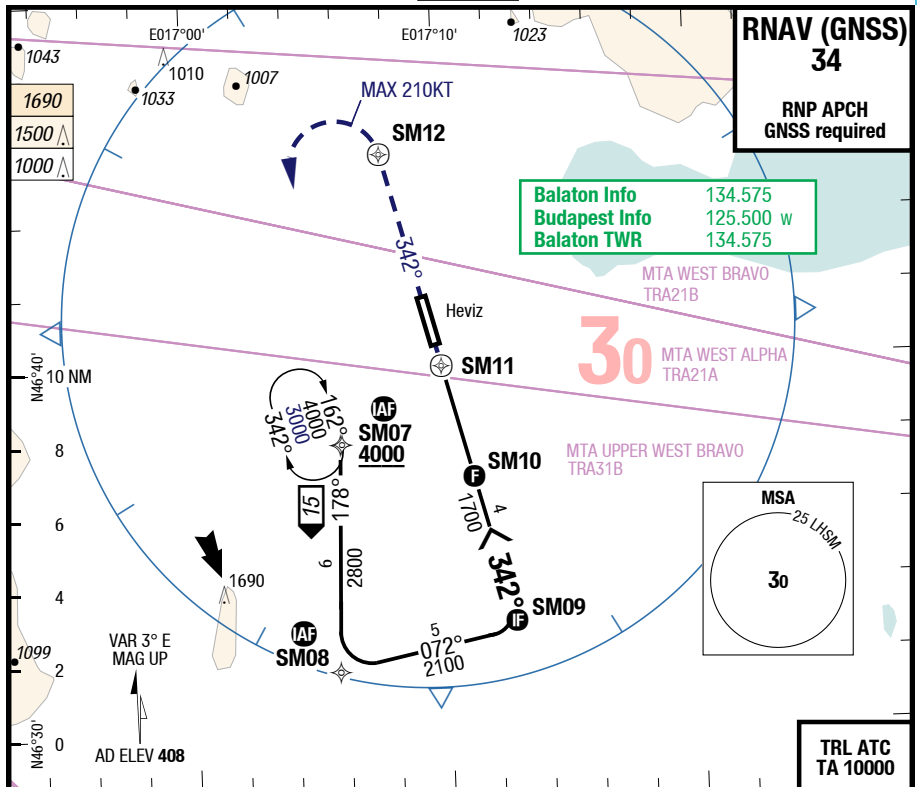 E017°00'
E017°10'
1023
RNAV (GNSS)
34
RNP APCH
GNSS required
1043
1010
1007
1033
MAX 210KT
1690
1500
1000
SM12
Balaton Info 134.575
Budapest Info 125.500 W
Balaton TWR 134.575
342°
MTA WEST BRAVO
TRA21B
Heviz
30
MTA WEST ALPHA
TRA21A
SM11
N46°40'
10 NM
162°
4000
3000
342°
IAF
SM07
4000
8
MTA UPPER WEST BRAVO
TRA31B
SM10
F
178°
15
1700
4
MSA
25 LHSM
30
6
9
2800
342°
1690
4
SM09
IF
IAF
SM08
5
072°
2100
1099
VAR 3° E
MAG UP
2
N46°30'
0
AD ELEV 408
TRL ATC
TA 10000